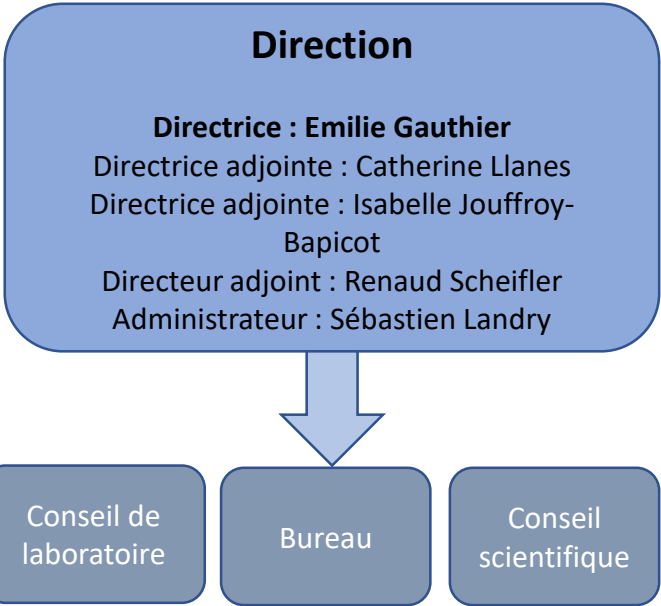 Direction
Directrice : Emilie Gauthier
Directrice adjointe : Catherine Llanes
Directrice adjointe : Isabelle Jouffroy-
Bapicot
Directeur adjoint : Renaud Scheifler
Administrateur : Sébastien Landry
Conseil de
laboratoire
Bureau
Conseil
scientifique